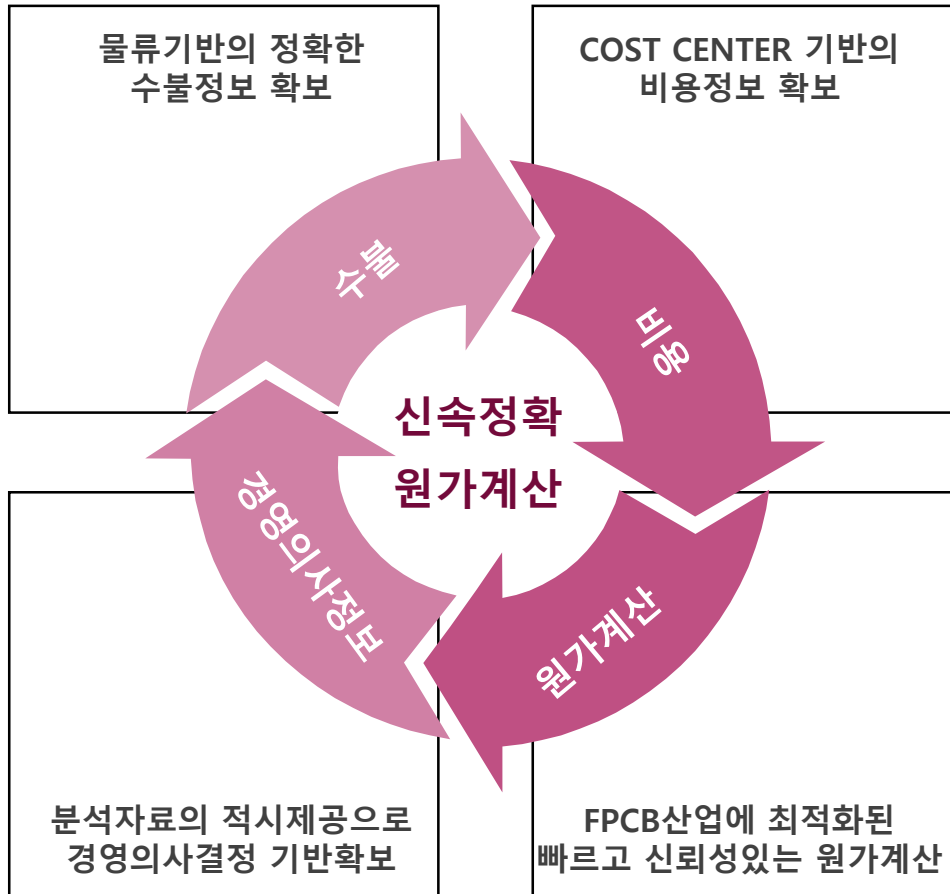 물류기반의 정확한
수불정보 확보
COST CENTER 기반의
비용정보 확보
수불
비용
신속정확
원가계산
경영의사정보
원가계산
분석자료의 적시제공으로
경영의사결정 기반확보
FPCB산업에 최적화된
빠르고 신뢰성있는 원가계산